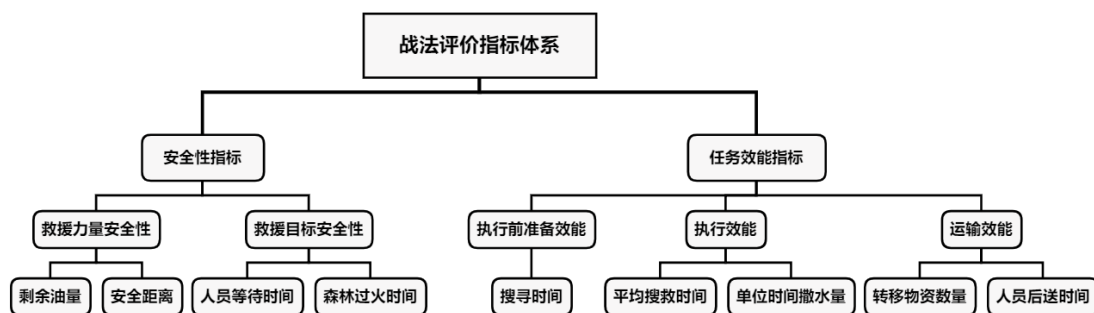 战法评价指标体系
安全性指标
任务效能指标
救援力量安全性
救援目标安全性
执行前准备效能
执行效能
运输效能
剩余油量
安全距离
人员等待时间
森林过火时间
搜寻时间
平均搜救时间
单位时间撒水量
转移物资数量
人员后送时间